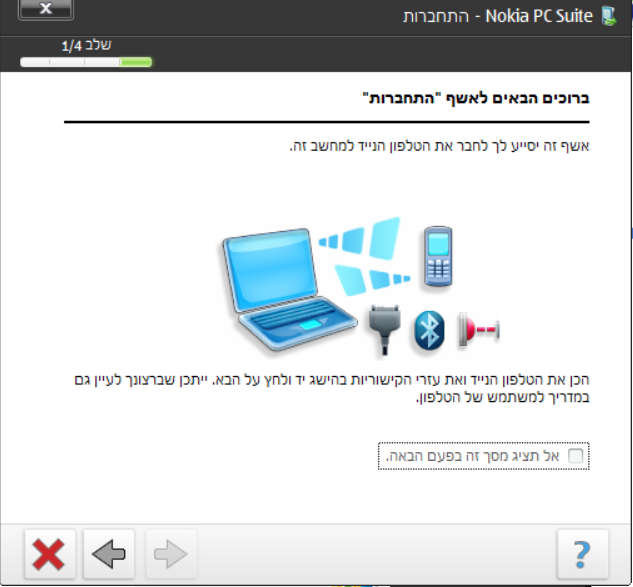 Nokia PC Suite - התחברות
שלב 1/4
ברוכים הבאים לאשף "התחברות"
אשף זה יסייע לך לחבר את הטלפון הנייד למחשב זה.
הכן את הטלפון הנייד ואת עזרי הקישוריות בהישג יד ולחץ על הבא. ייתכן שברצונך לעיין גם
במדריך למשתמש של הטלפון.
אל תציג מסך זה בפעם הבאה.